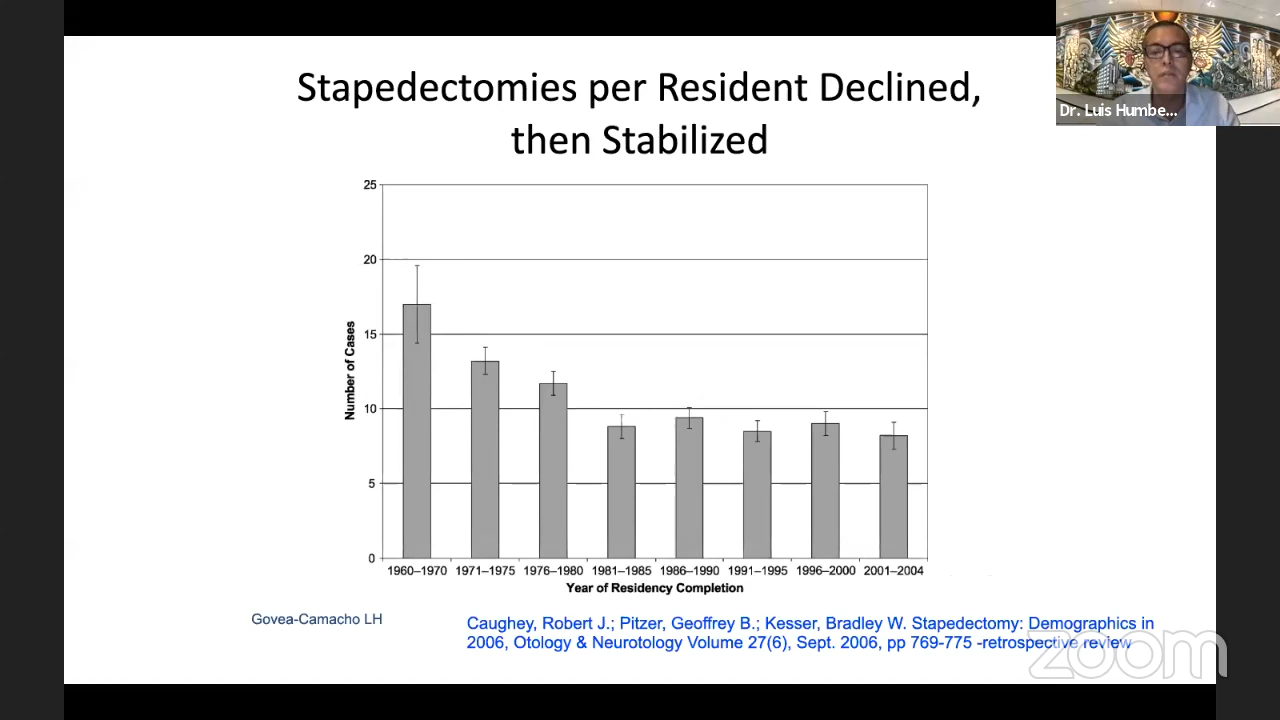 Stapedectomies per Resident Declined,
then Stabilized
Dr. Luis Humbe...
25
20
15
10
5
0
Number of Cases
1960–1970 1971–1975 1976–1980 1981–1985 1986–1990 1991–1995 1996–2000 2001–2004
Year of Residency Completion
Govea-Camacho LH
Caughey, Robert J.; Pitzer, Geoffrey B.; Kesser, Bradley W. Stapedectomy: Demographics in
2006, Otology & Neurotology Volume 27(6), Sept. 2006, pp 769-775 -retrospective review
zoom